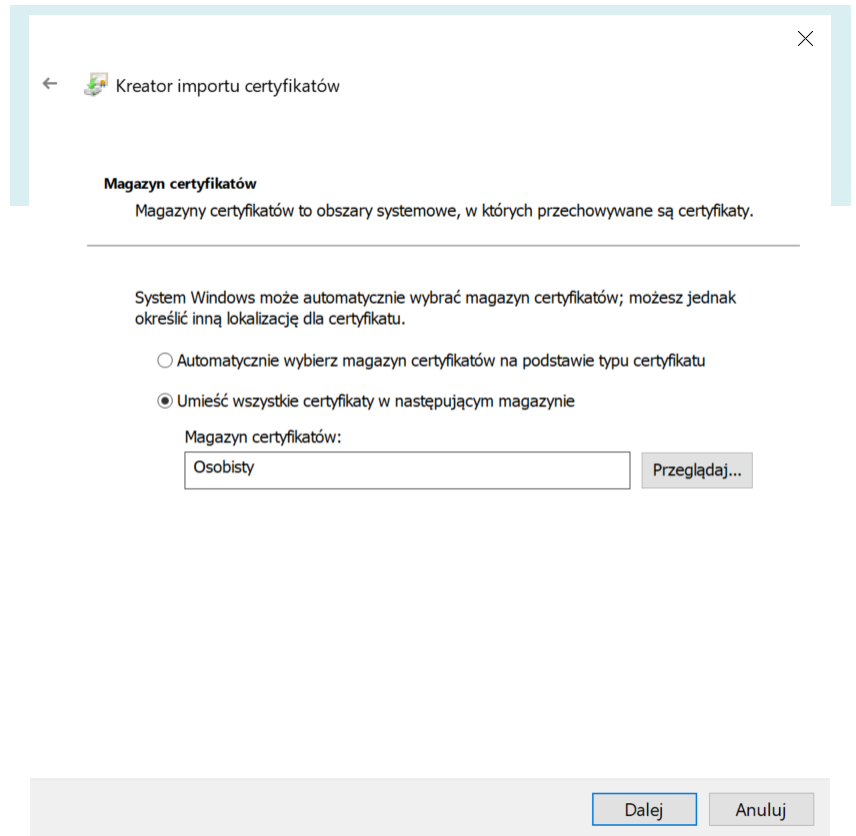 Kreator importu certyfikatów
Magazyn certyfikatów
Magazyny certyfikatów to obszary systemowe, w których przechowywane są certyfikaty.
System Windows może automatycznie wybrać magazyn certyfikatów; możesz jednak
określić inną lokalizację dla certyfikatu.
Automatycznie wybierz magazyn certyfikatów na podstawie typu certyfikatu
Umieść wszystkie certyfikaty w następującym magazynie
Magazyn certyfikatów:
Osobisty
Przeglądaj...
Dalej
Anuluj